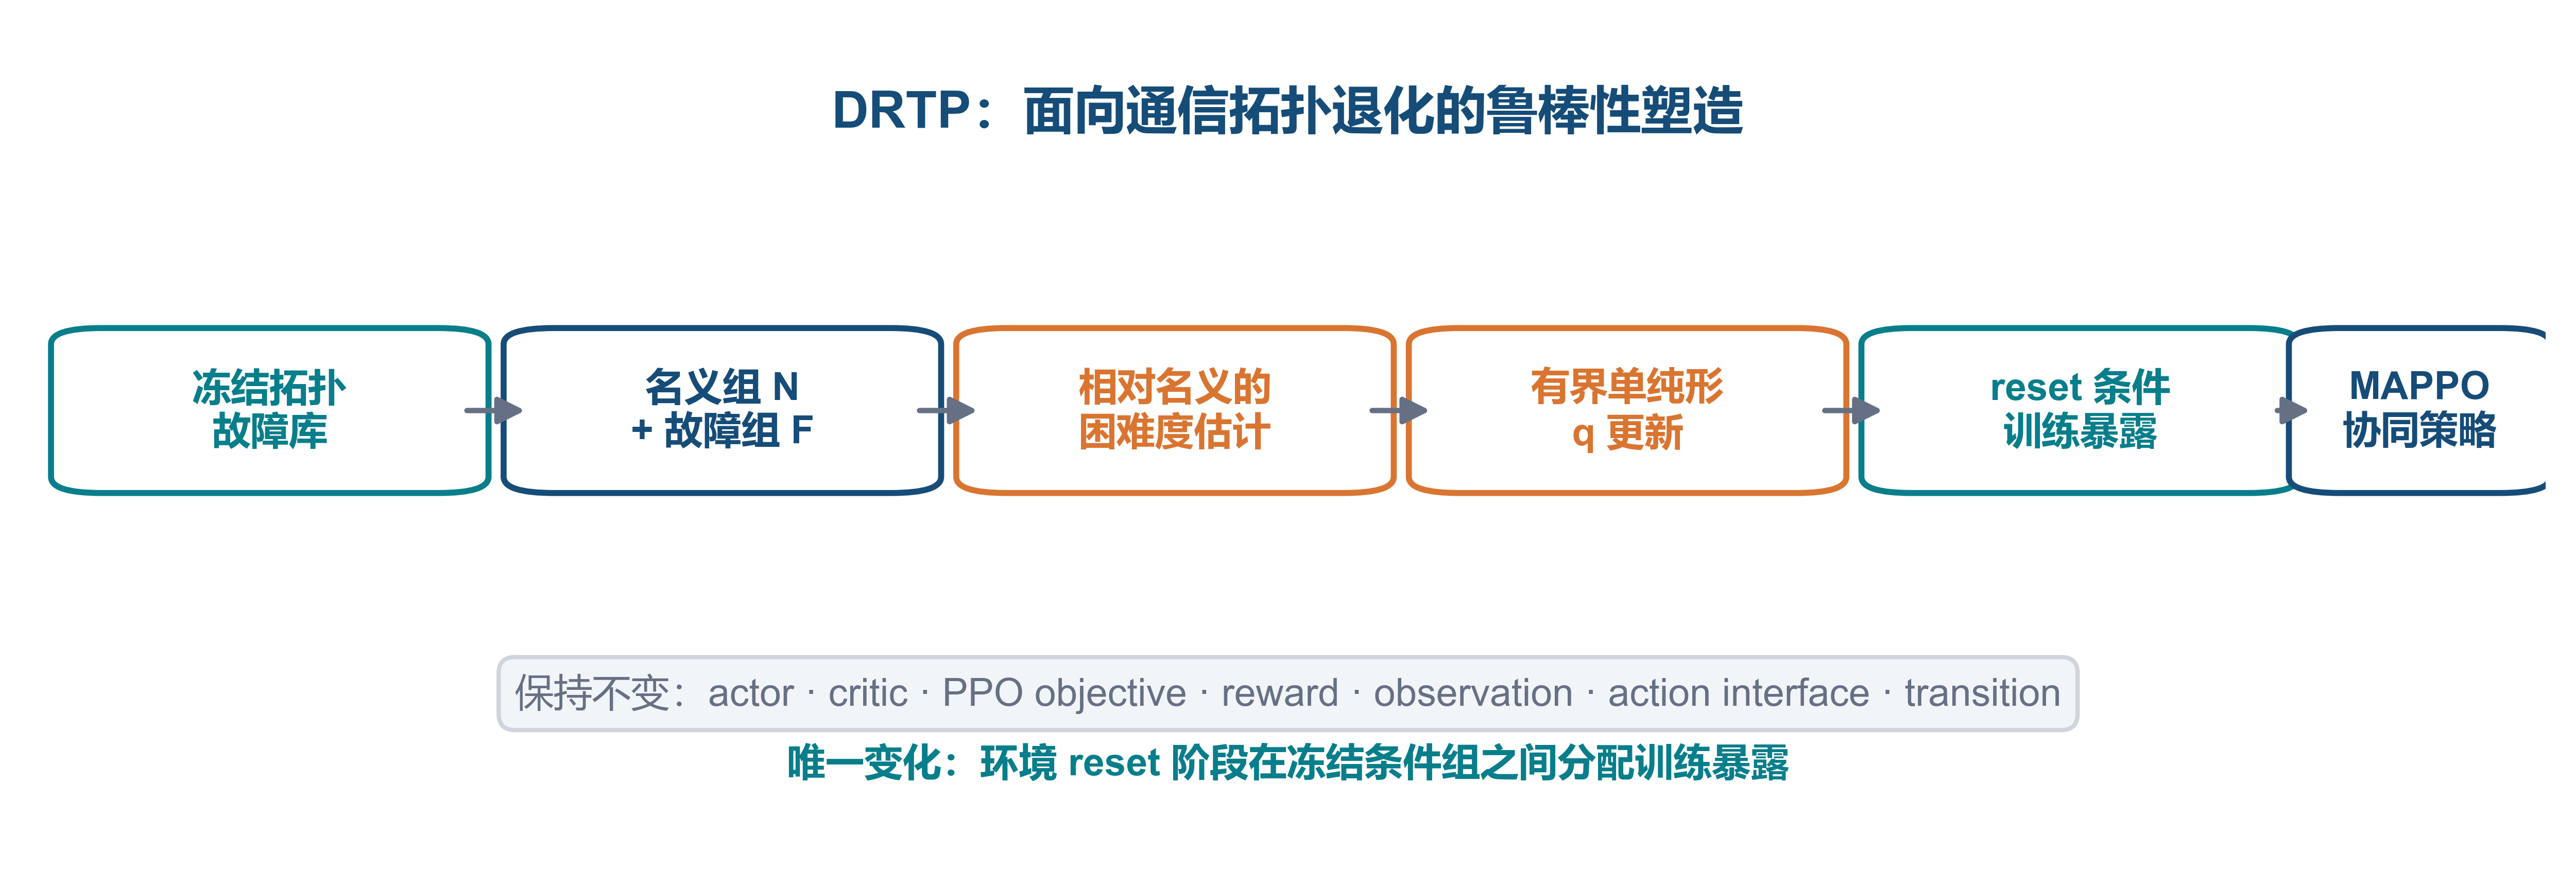 DRTP：面向通信拓扑退化的鲁棒性塑造
冻结拓扑
故障库
名义组 N
+ 故障组 F
相对名义的
困难度估计
有界单纯形
q 更新
reset 条件
训练暴露
MAPPO
协同策略
保持不变：actor · critic · PPO objective · reward · observation · action interface · transition
唯一变化：环境 reset 阶段在冻结条件组之间分配训练暴露